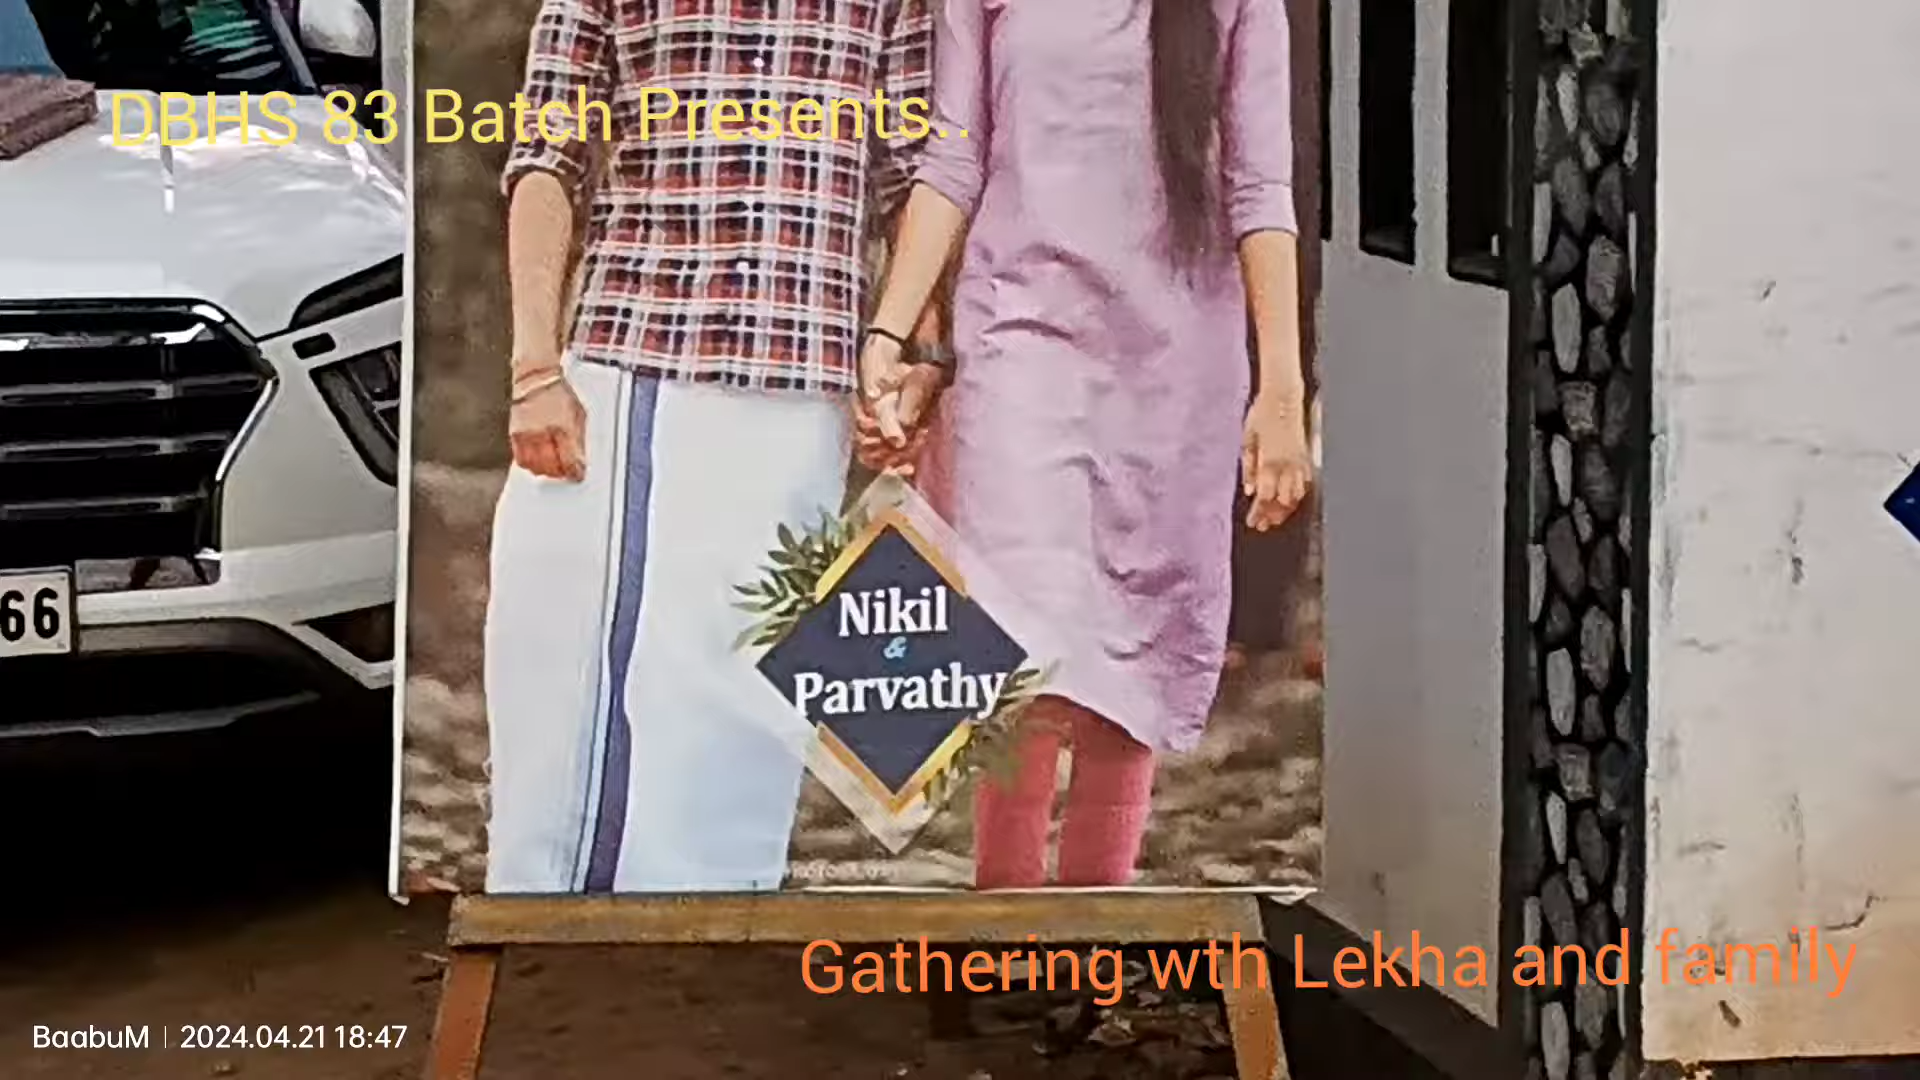 DBHS 83 Batch Presents..
66
Nikil
&
Parvathy
Gathering wth Lekha and family
BaabuM | 2024.04.21 18:47